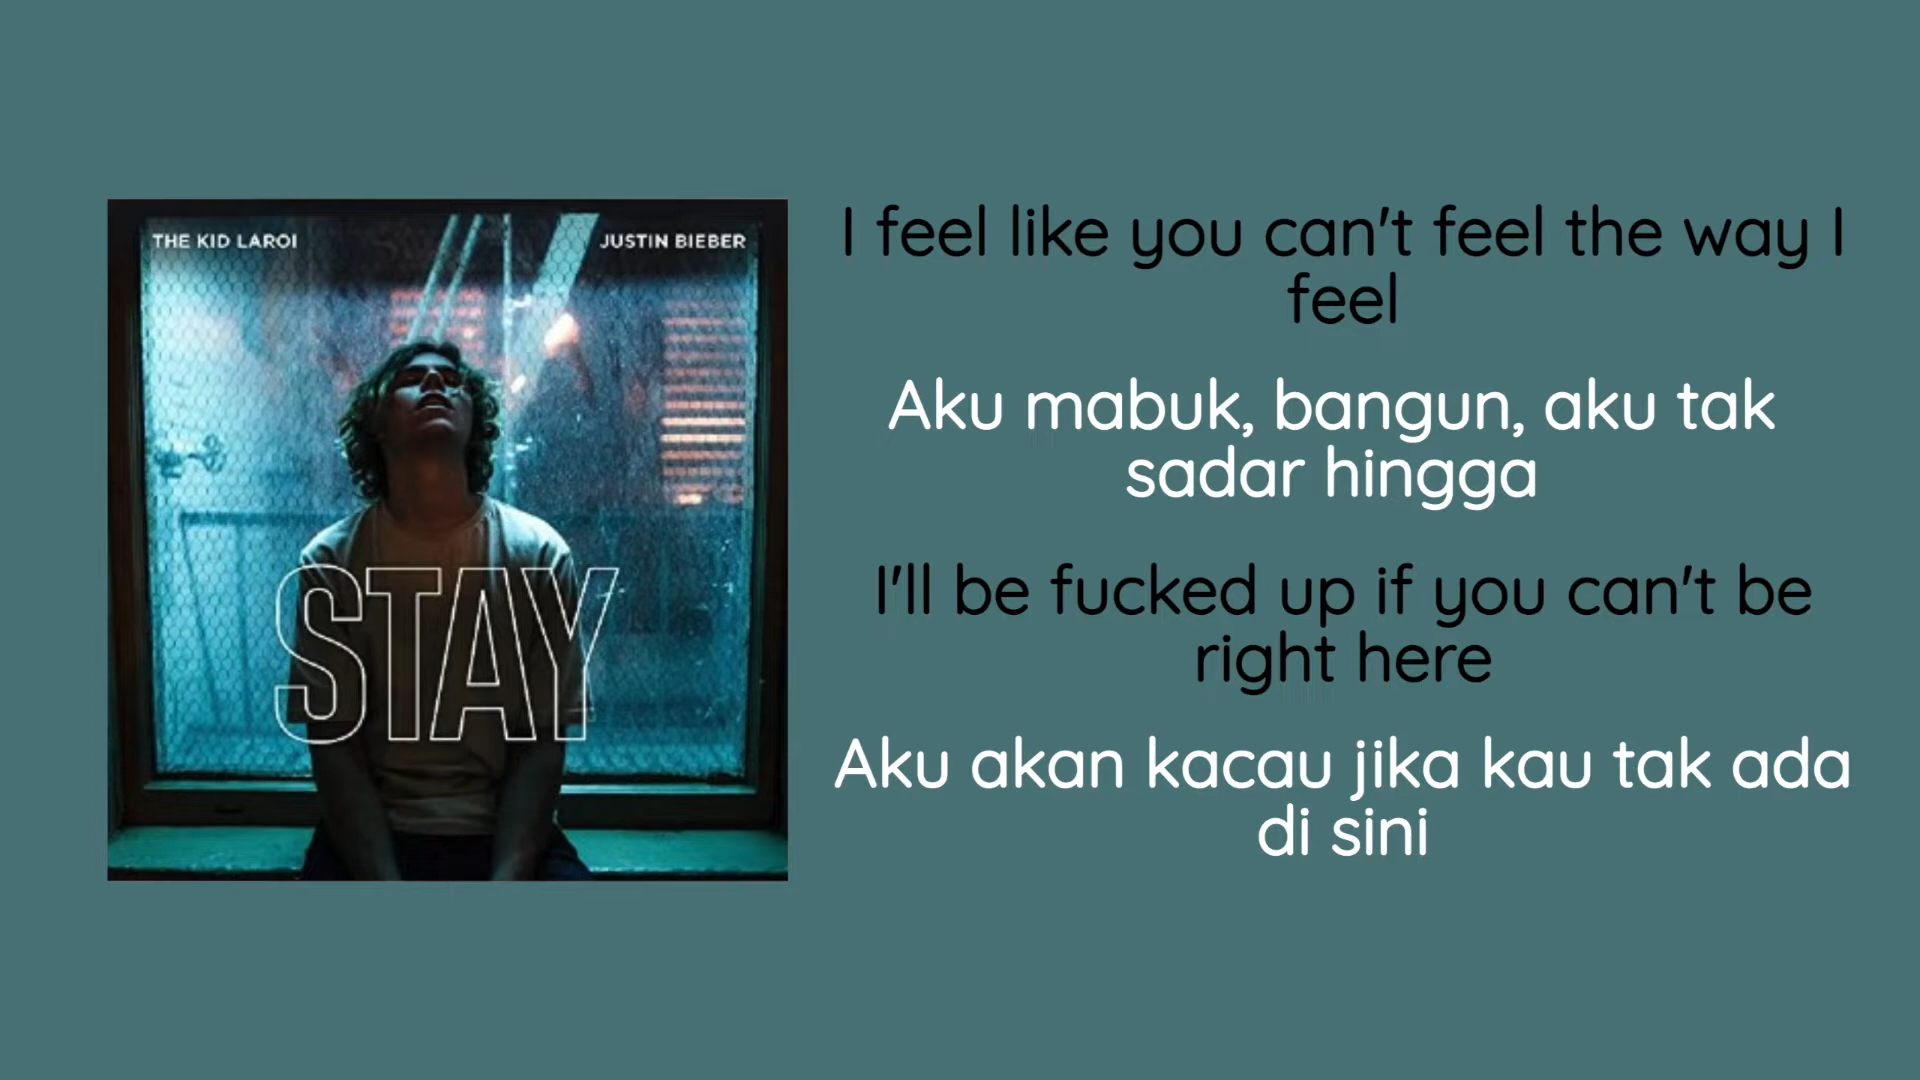 THE KID LAROI
JUSTIN BIEBER
STAY
I feel like you can't feel the way I
feel
Aku mabuk, bangun, aku tak
sadar hingga
I'll be fucked up if you can't be
right here
Aku akan kacau jika kau tak ada
di sini